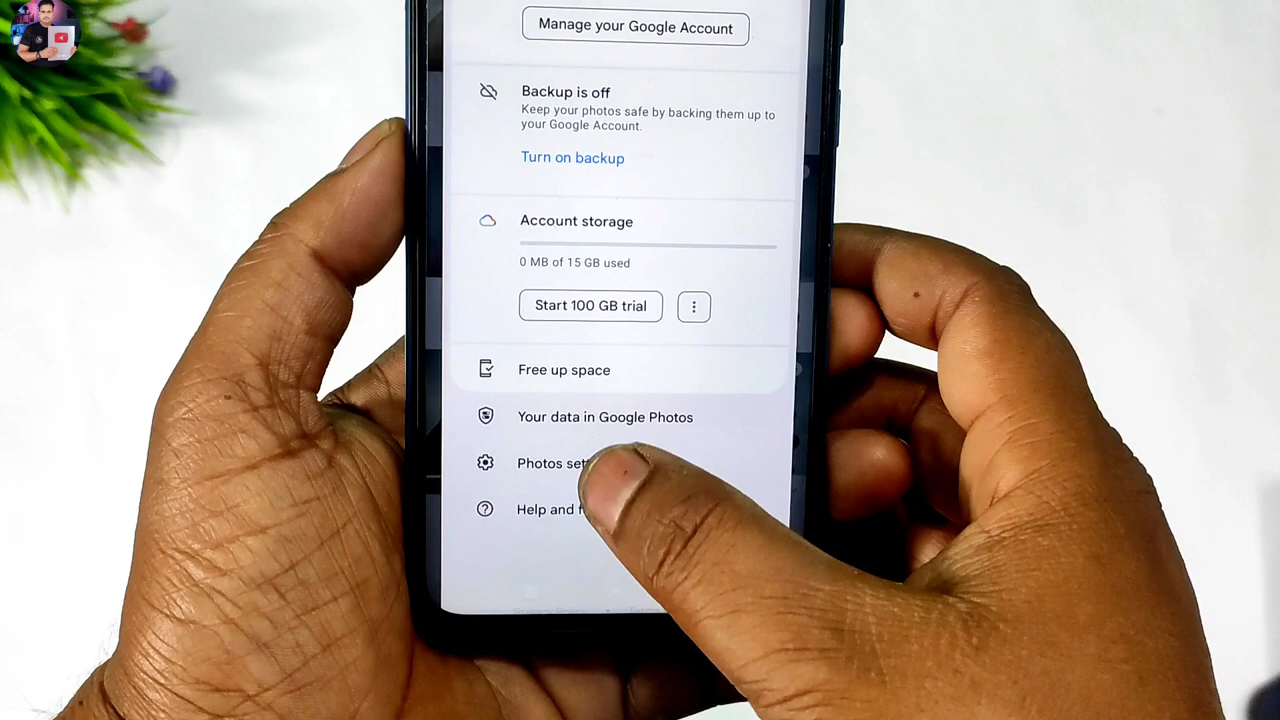 Manage your Google Account
Backup is off
Keep your photos safe by backing them up to
your Google Account.
Turn on backup
Account storage
0 MB of 15 GB used
Start 100 GB trial
Free up space
Your data in Google Photos
Photos
Help and